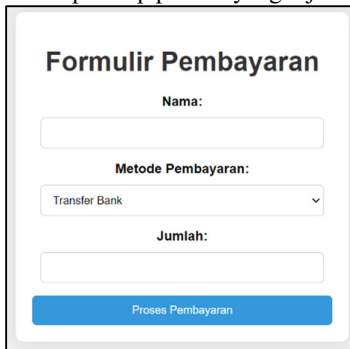 Formulir Pembayaran
Nama:
Metode Pembayaran:
Transfer Bank
Jumlah:
Proses Pembayaran